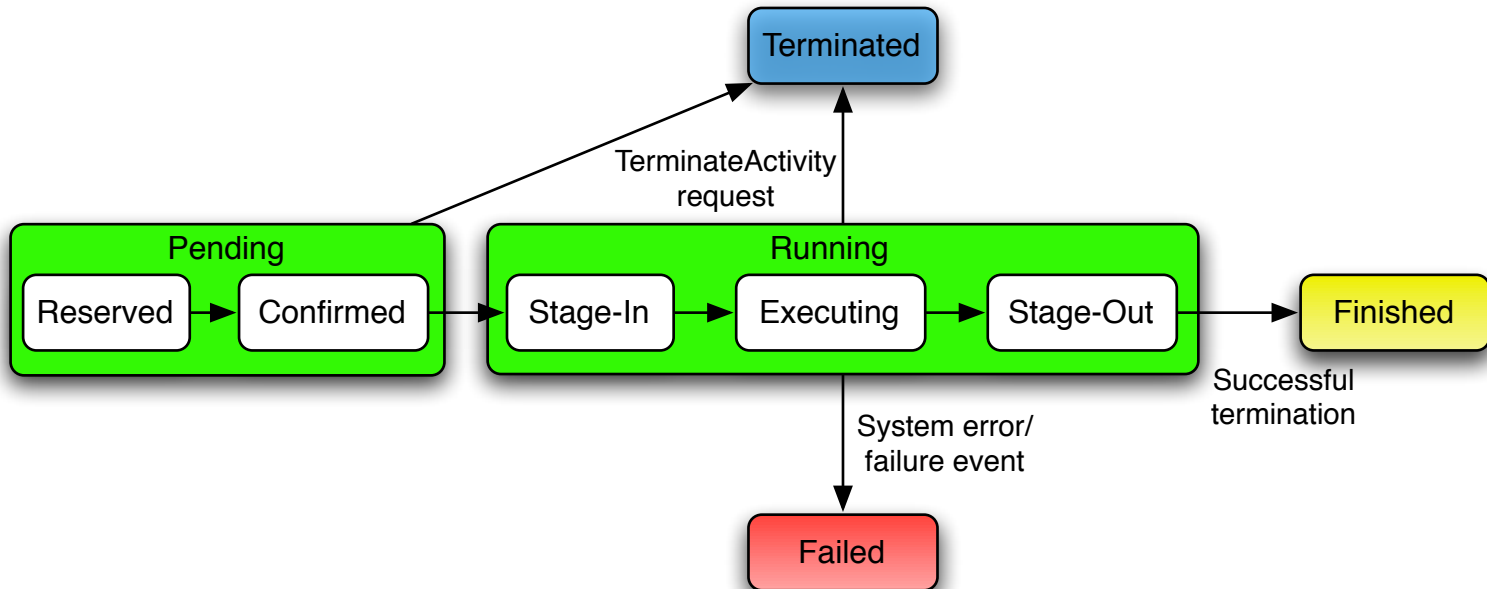 Terminated
TerminateActivity
request
Pending
Running
Reserved
Confirmed
Stage-In
Executing
Stage-Out
Finished
Successful
termination
System error/
failure event
Failed